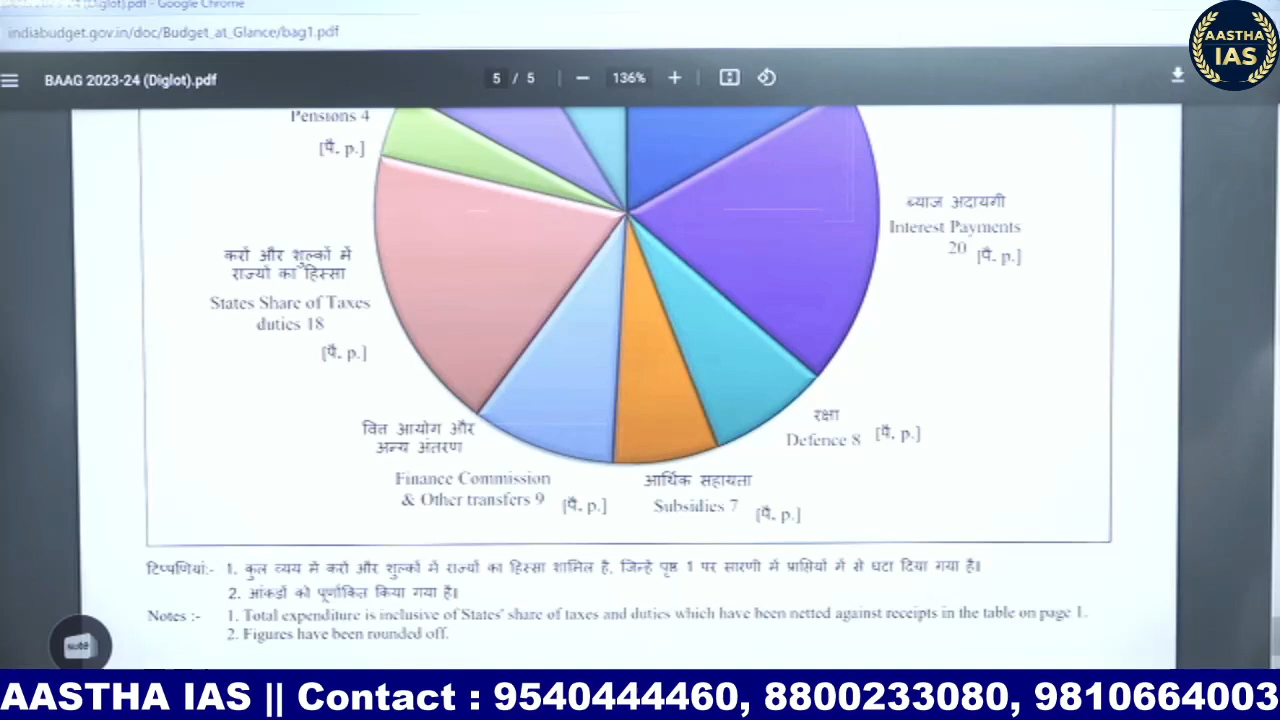 (Diglot).pdf - Google Chrome
indiabudget.gov.in/doc/Budget_at_Glance/bag1.pdf
AASTHA
IAS
BAAG 2023-24 (Diglot).pdf
5 / 5
136%
Pensions 4
[पै. p.]
ब्याज अदायगी
Interest Payments
20 [पै. p.]
करों और शुल्कों में
राज्यों का हिस्सा
States Share of Taxes
duties 18
[पै. p.]
रक्षा
Defence 8 [पै. p.]
वित्त आयोग और
अन्य अंतरण
Finance Commission
& Other transfers 9 [पै. p.]
आर्थिक सहायता
Subsidies 7 [पै. p.]
टिप्पणियां:- 1. कुल व्यय में करों और शुल्कों में राज्यों का हिस्सा शामिल है, जिन्हें पृष्ठ 1 पर सारणी में प्राप्तियों में से घटा दिया गया है।
2. आंकड़ों को पूर्णांकित किया गया है।
Notes :- 1. Total expenditure is inclusive of States' share of taxes and duties which have been netted against receipts in the table on page 1.
2. Figures have been rounded off.
AASTHA IAS || Contact : 9540444460, 8800233080, 9810664003